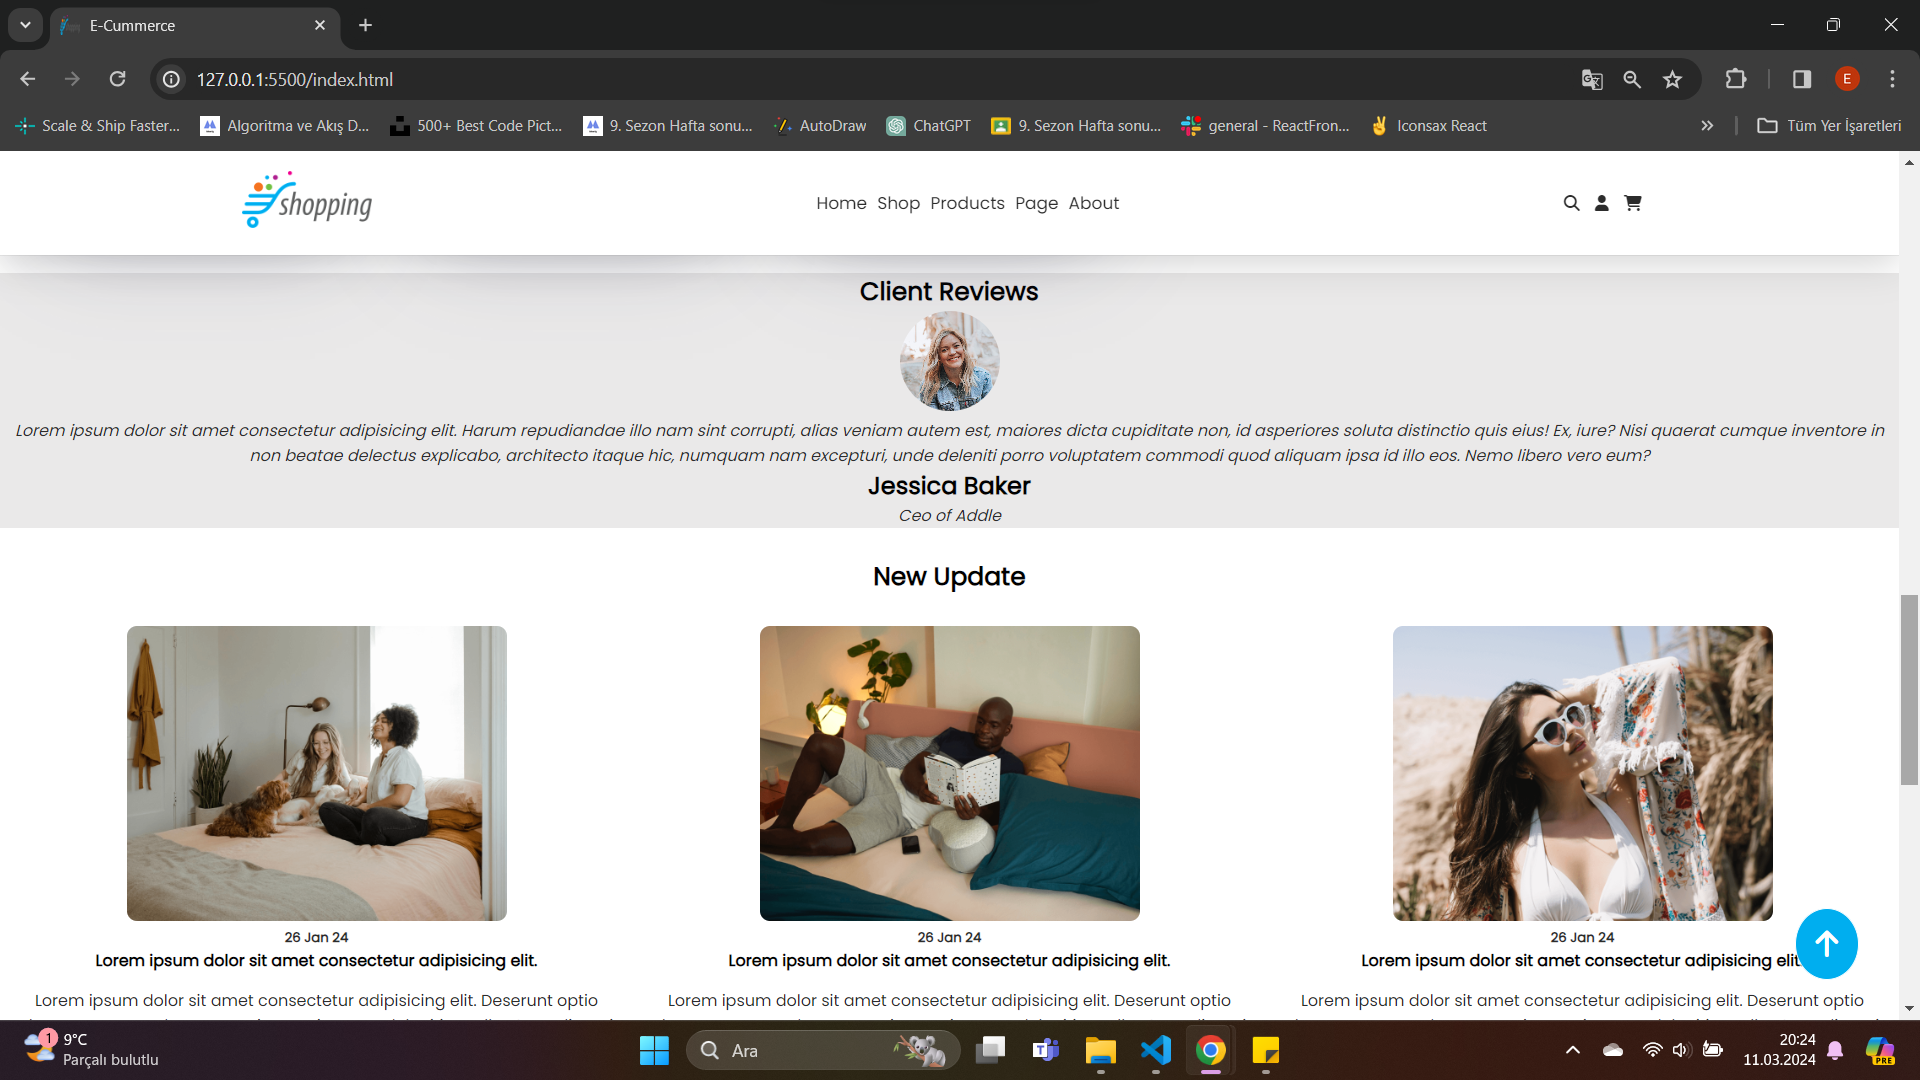 E-Cummerce
127.0.0.1:5500/index.html
E
Scale & Ship Faster...
Algoritma ve Akış D...
500+ Best Code Pict...
9. Sezon Hafta sonu...
AutoDraw
ChatGPT
9. Sezon Hafta sonu...
general - ReactFron...
Iconsax React
Tüm Yer İşaretleri
shopping
Home Shop Products Page About
Client Reviews
Lorem ipsum dolor sit amet consectetur adipisicing elit. Harum repudiandae illo nam sint corrupti, alias veniam autem est, maiores dicta cupiditate non, id asperiores soluta distinctio quis eius! Ex, iure? Nisi quaerat cumque inventore in
non beatae delectus explicabo, architecto itaque hic, numquam nam excepturi, unde deleniti porro voluptatem commodi quod aliquam ipsa id illo eos. Nemo libero vero eum?
Jessica Baker
Ceo of Addle
New Update
26 Jan 24
Lorem ipsum dolor sit amet consectetur adipisicing elit.
Lorem ipsum dolor sit amet consectetur adipisicing elit. Deserunt optio
26 Jan 24
Lorem ipsum dolor sit amet consectetur adipisicing elit.
Lorem ipsum dolor sit amet consectetur adipisicing elit. Deserunt optio
26 Jan 24
Lorem ipsum dolor sit amet consectetur adipisicing elit
Lorem ipsum dolor sit amet consectetur adipisicing elit. Deserunt optio
1
9°C
Parçalı bulutlu
Ara
20:24
11.03.2024
PRE